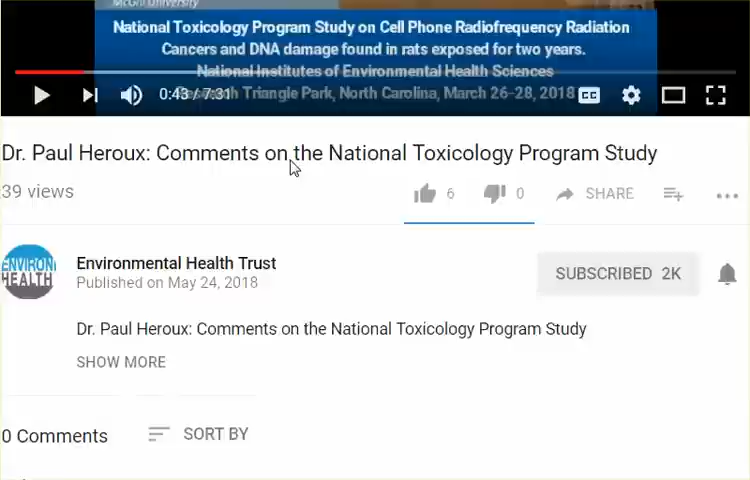 McGill University
National Toxicology Program Study on Cell Phone Radiofrequency Radiation
Cancers and DNA damage found in rats exposed for two years.
National Institutes of Environmental Health Sciences
Research Triangle Park, North Carolina, March 26-28, 2018
0:43 / 7:31
CC
Dr. Paul Heroux: Comments on the National Toxicology Program Study
39 views
6
0
SHARE
ENVIRON
HEALTH
Environmental Health Trust
Published on May 24, 2018
SUBSCRIBED 2K
Dr. Paul Heroux: Comments on the National Toxicology Program Study
SHOW MORE
0 Comments
SORT BY